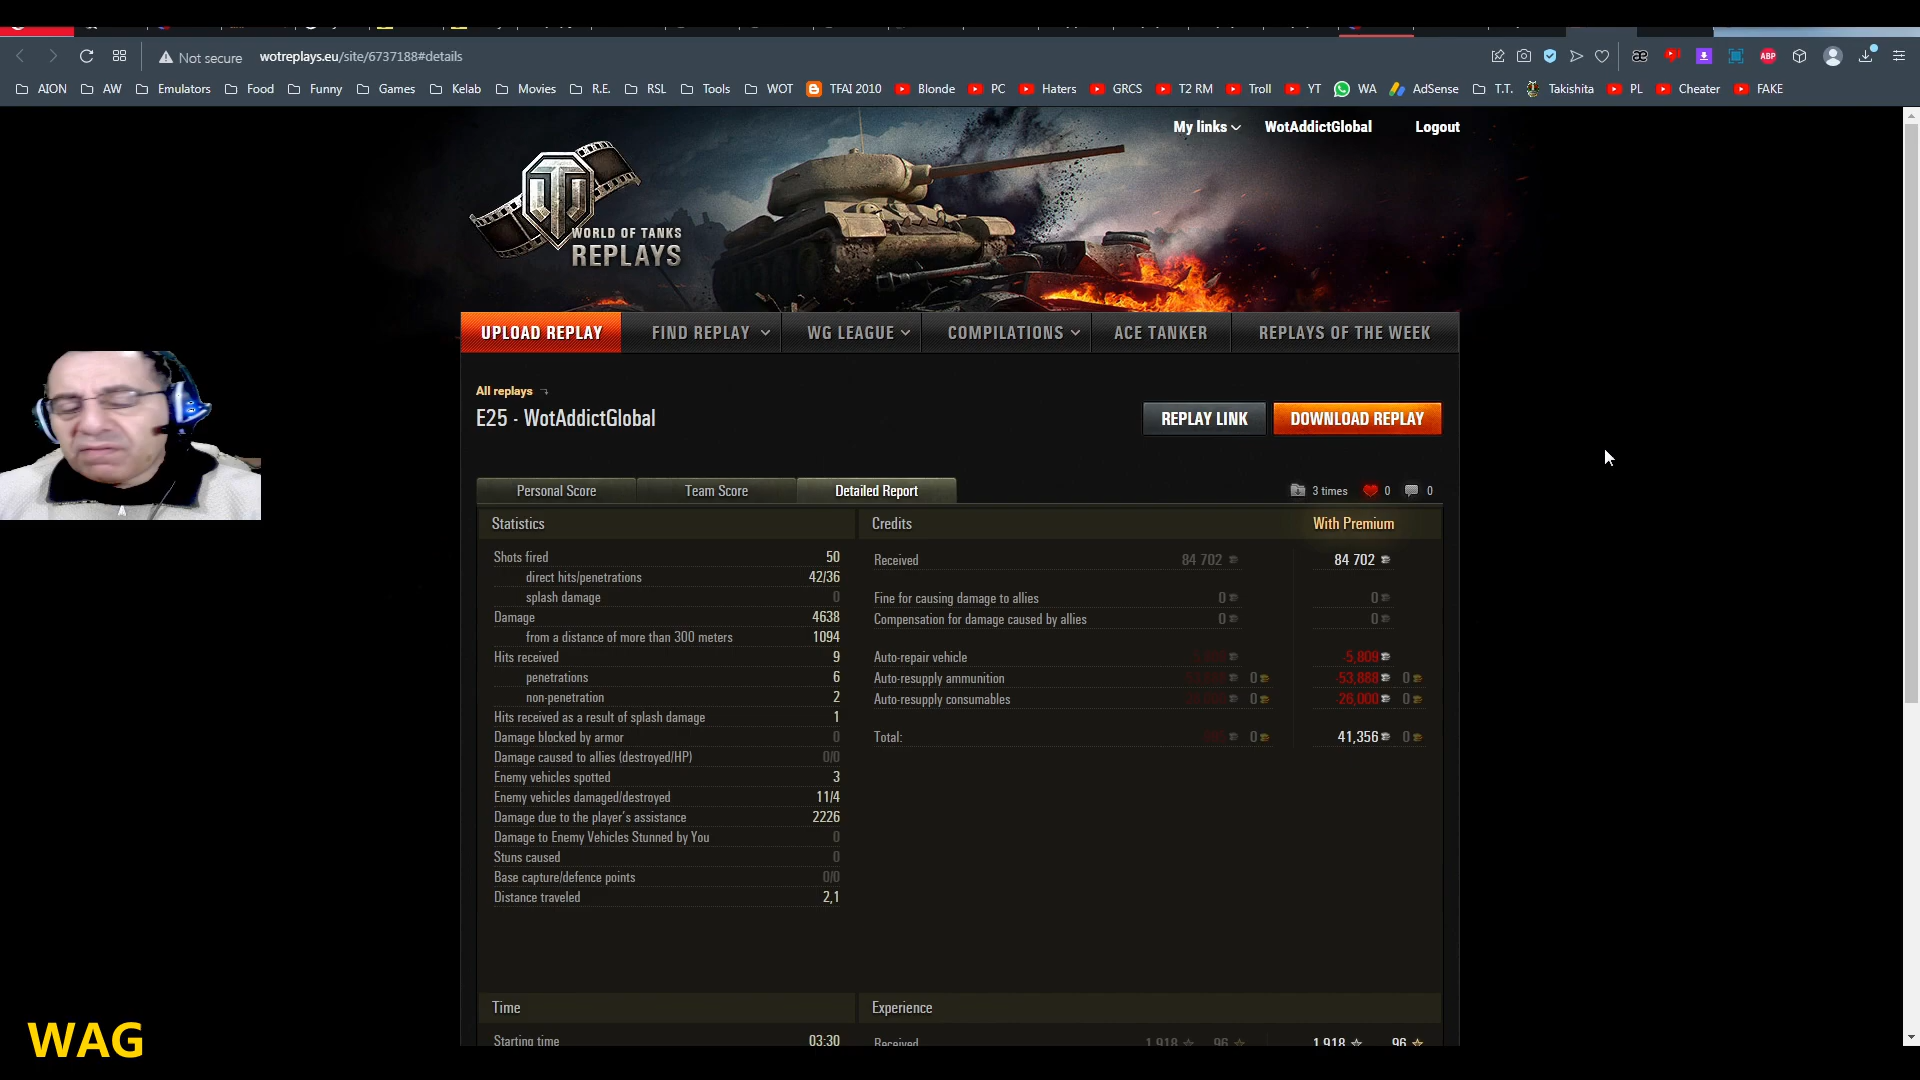 Not secure wotreplays.eu/site/6737188#details
AION AW Emulators Food Funny Games Kelab Movies R.E. RSL Tools WOT TFAI 2010 Blonde PC Haters GRCS T2 RM Troll YT WA AdSense T.T. Takishita PL Cheater FAKE
My links WotAddictGlobal Logout
WORLD OF TANKS
REPLAYS
UPLOAD REPLAY FIND REPLAY WG LEAGUE COMPILATIONS ACE TANKER REPLAYS OF THE WEEK
All replays
E25 - WotAddictGlobal
REPLAY LINK DOWNLOAD REPLAY
Personal Score Team Score Detailed Report 3 times 0 0
Statistics Credits With Premium
Shots fired 50 Received 84 702 84 702
direct hits/penetrations 42/36
splash damage 0 Fine for causing damage to allies 0 0
Damage 4638 Compensation for damage caused by allies 0 0
from a distance of more than 300 meters 1094
Hits received 9 Auto-repair vehicle -5,809
penetrations 6 Auto-resupply ammunition 0 -53,888 0
non-penetration 2 Auto-resupply consumables 0 -26,000 0
Hits received as a result of splash damage 1
Damage blocked by armor 0 Total: 0 41,356 0
Damage caused to allies (destroyed/HP) 0/0
Enemy vehicles spotted 3
Enemy vehicles damaged/destroyed 11/4
Damage due to the player's assistance 2226
Damage to Enemy Vehicles Stunned by You 0
Stuns caused 0
Base capture/defence points 0/0
Distance traveled 2,1
Time Experience
Starting time 03:30 Received 1,918 96 1,918 96
ABP
WAG